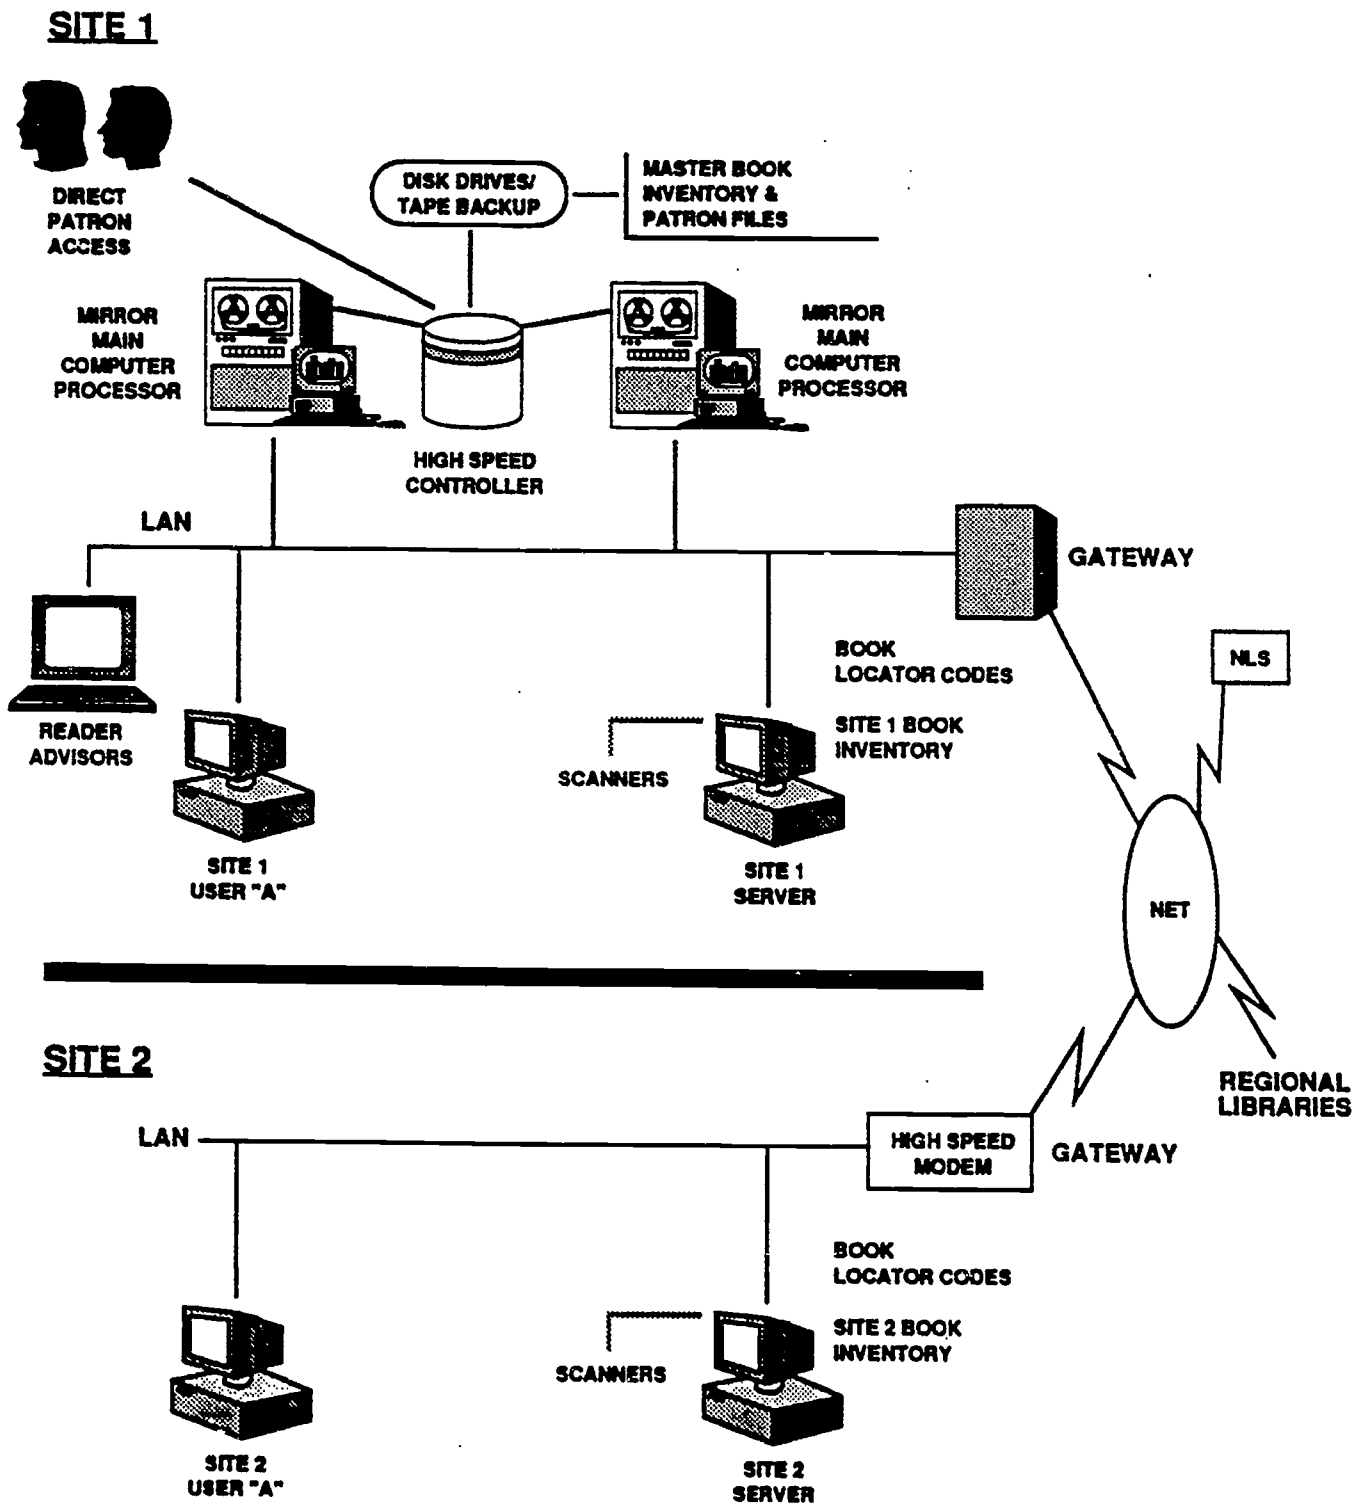 SITE 1
DIRECT
PATRON
ACCESS
DISK DRIVES/
TAPE BACKUP
MASTER BOOK
INVENTORY &
PATRON FILES
MIRROR
MAIN
COMPUTER
PROCESSOR
MIRROR
MAIN
COMPUTER
PROCESSOR
HIGH SPEED
CONTROLLER
LAN
GATEWAY
READER
ADVISORS
BOOK
LOCATOR CODES
SITE 1 BOOK
INVENTORY
SCANNERS
SITE 1
USER "A"
SITE 1
SERVER
NLS
NET
REGIONAL
LIBRARIES
SITE 2
LAN
HIGH SPEED
MODEM
GATEWAY
BOOK
LOCATOR CODES
SITE 2 BOOK
INVENTORY
SCANNERS
SITE 2
USER "A"
SITE 2
SERVER